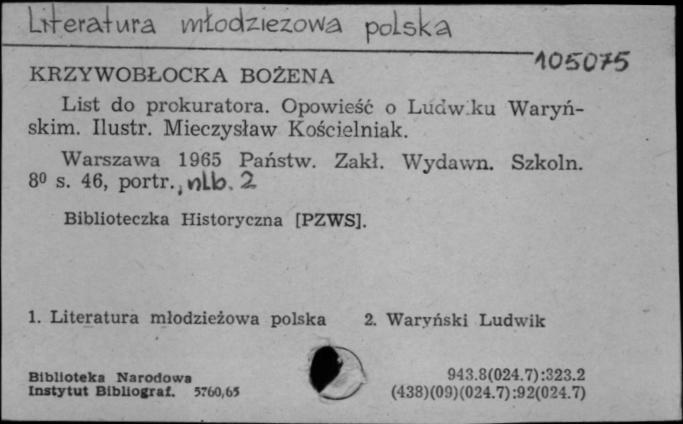 Literatura młodzieżowa polska
105075
KRZYWOBŁOCKA BOŻENA
List do prokuratora. Opowieść o Ludwiku Waryń-
skim. Ilustr. Mieczysław Kościelniak.
Warszawa 1965 Państw. Zakł. Wydawn. Szkoln.
8⁰ s. 46, portr., nlb. 2
Biblioteczka Historyczna [PZWS].
1. Literatura młodzieżowa polska 2. Waryński Ludwik
Biblioteka Narodowa 943.8(024.7):323.2
Instytut Bibliograf. 5760/65 (438)(09)(024.7):92(024.7)